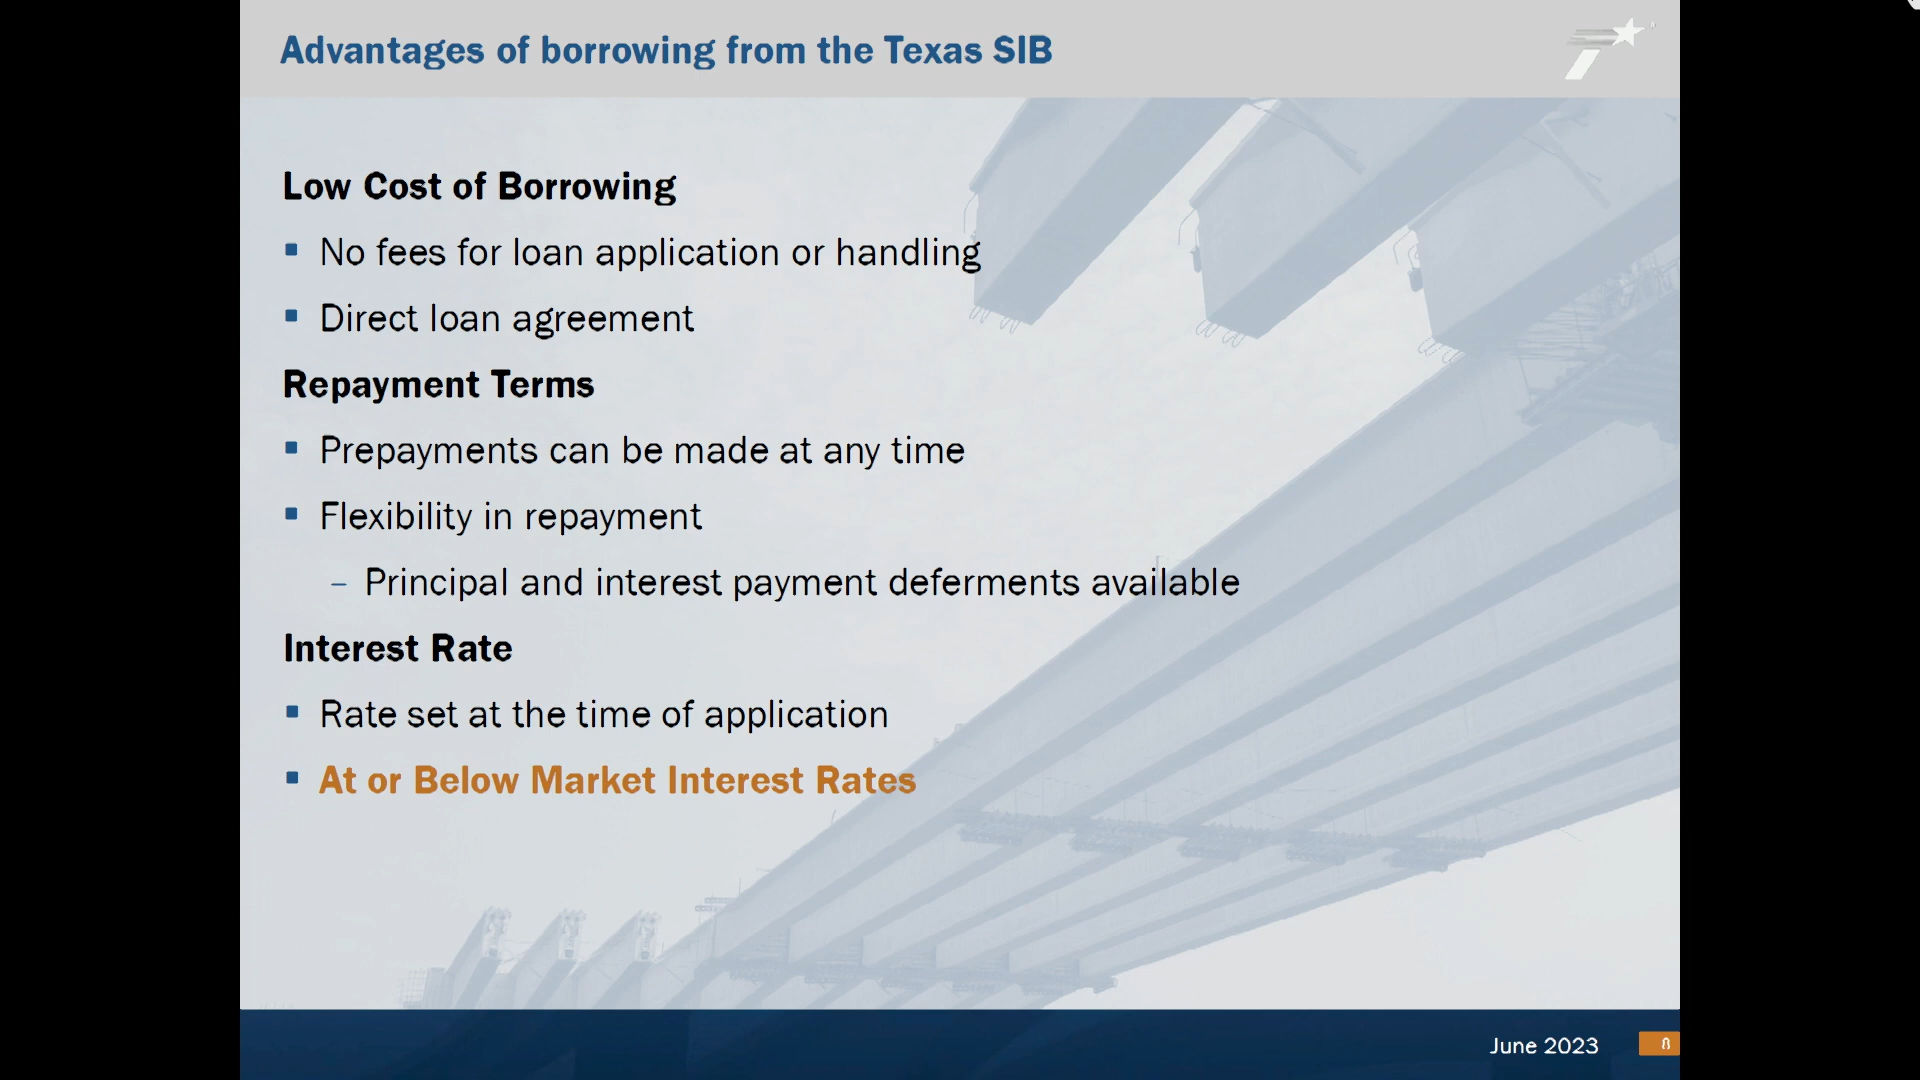 Advantages of borrowing from the Texas SIB
Low Cost of Borrowing
▪ No fees for loan application or handling
▪ Direct loan agreement
Repayment Terms
▪ Prepayments can be made at any time
▪ Flexibility in repayment
– Principal and interest payment deferments available
Interest Rate
▪ Rate set at the time of application
▪ At or Below Market Interest Rates
June 2023
8